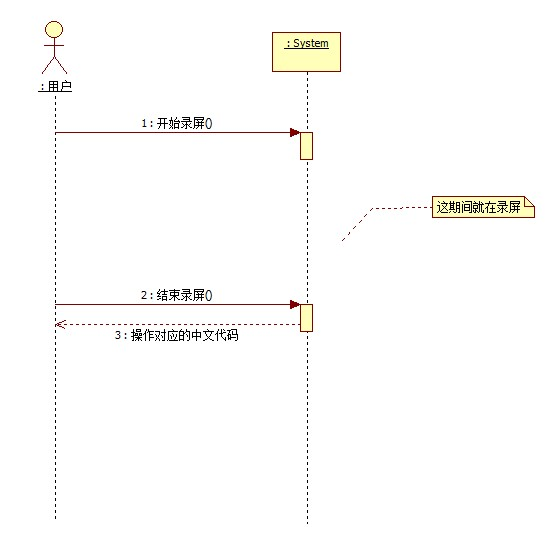 :System
:用户
1:开始录屏()
这期间就在录屏
2:结束录屏()
3:操作对应的中文代码